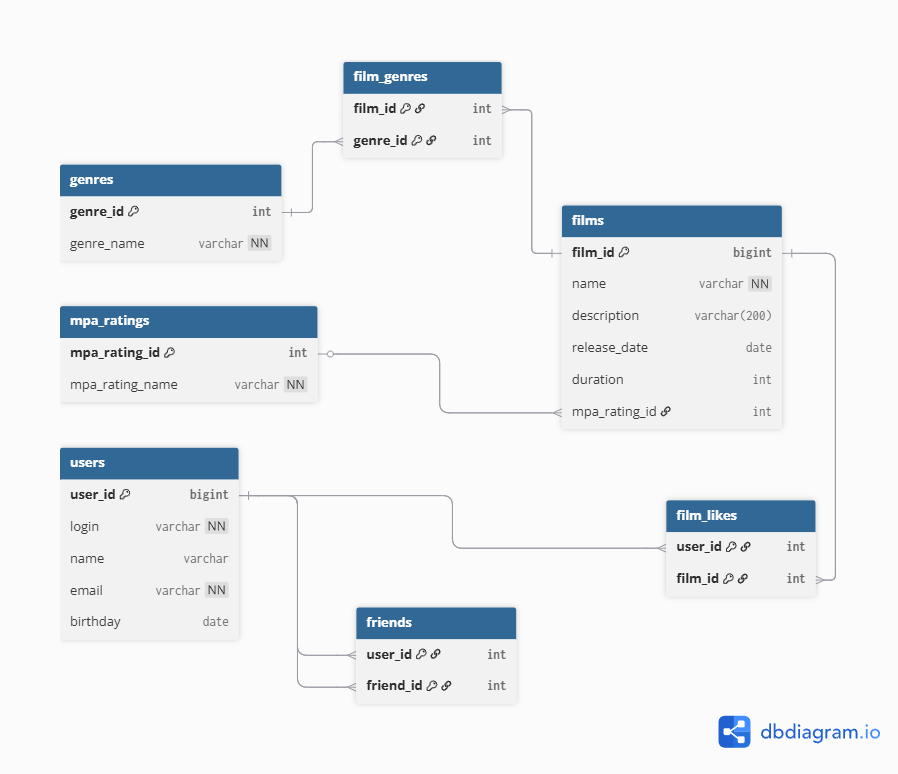 film_genres
film_id int
genre_id int
genres
genre_id int
genre_name varchar NN
films
film_id bigint
name varchar NN
description varchar(200)
release_date date
duration int
mpa_rating_id int
mpa_ratings
mpa_rating_id int
mpa_rating_name varchar NN
users
user_id bigint
login varchar NN
name varchar
email varchar NN
birthday date
film_likes
user_id int
film_id int
friends
user_id int
friend_id int
dbdiagram.io